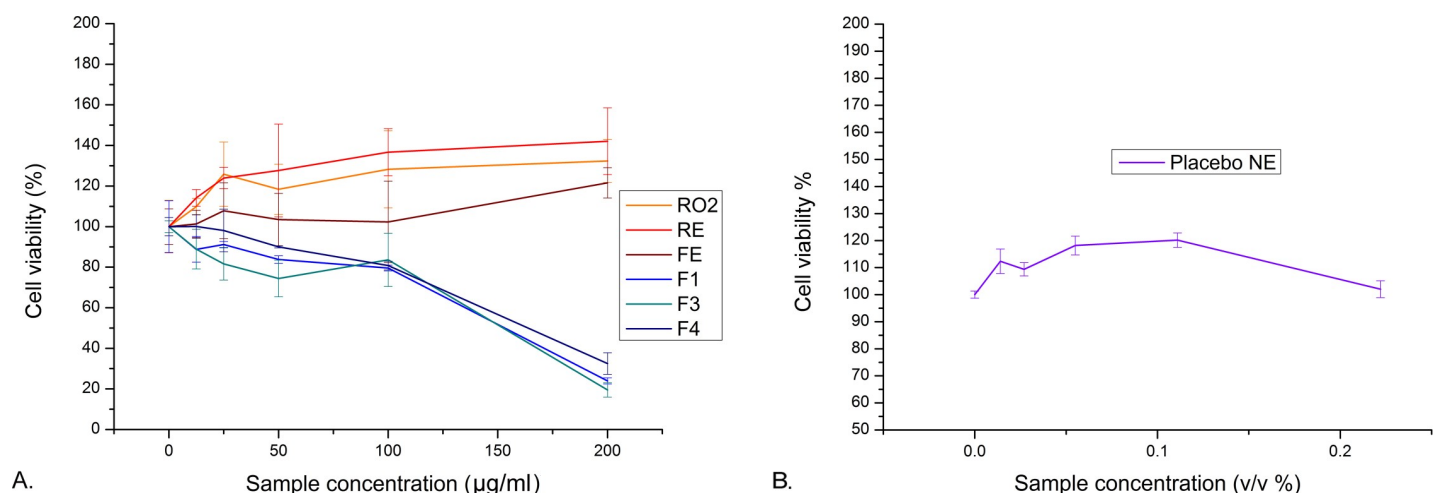 200
180
160
140
120
100
80
60
40
20
0
Cell viability (%)
0
50
100
150
200
Sample concentration (µg/ml)
RO2
RE
FE
F1
F3
F4
A.
200
190
180
170
160
150
140
130
120
110
100
90
80
70
60
50
Cell viability %
0.0
0.1
0.2
Sample concentration (v/v %)
Placebo NE
B.